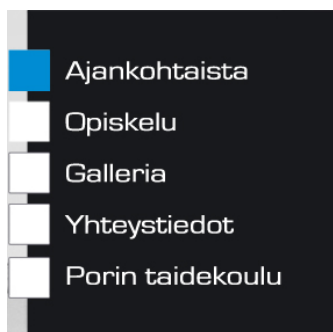 Ajankohtaista
Opiskelu
Galleria
Yhteystiedot
Porin taidekoulu